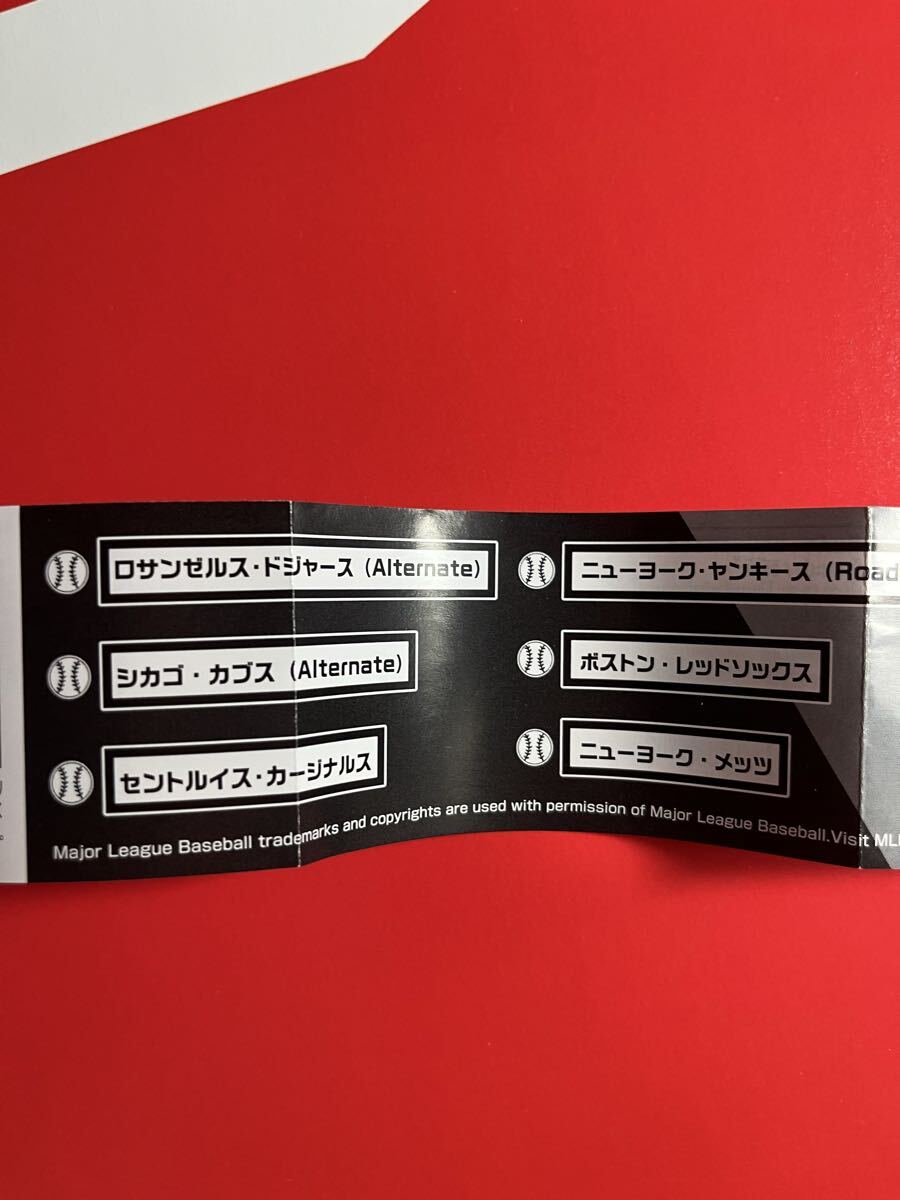 ロサンゼルス・ドジャース (Alternate)
シカゴ・カブス (Alternate)
セントルイス・カージナルス
ニューヨーク・ヤンキース (Road
ボストン・レッドソックス
ニューヨーク・メッツ
Major League Baseball trademarks and copyrights are used with permission of Major League Baseball.Visit